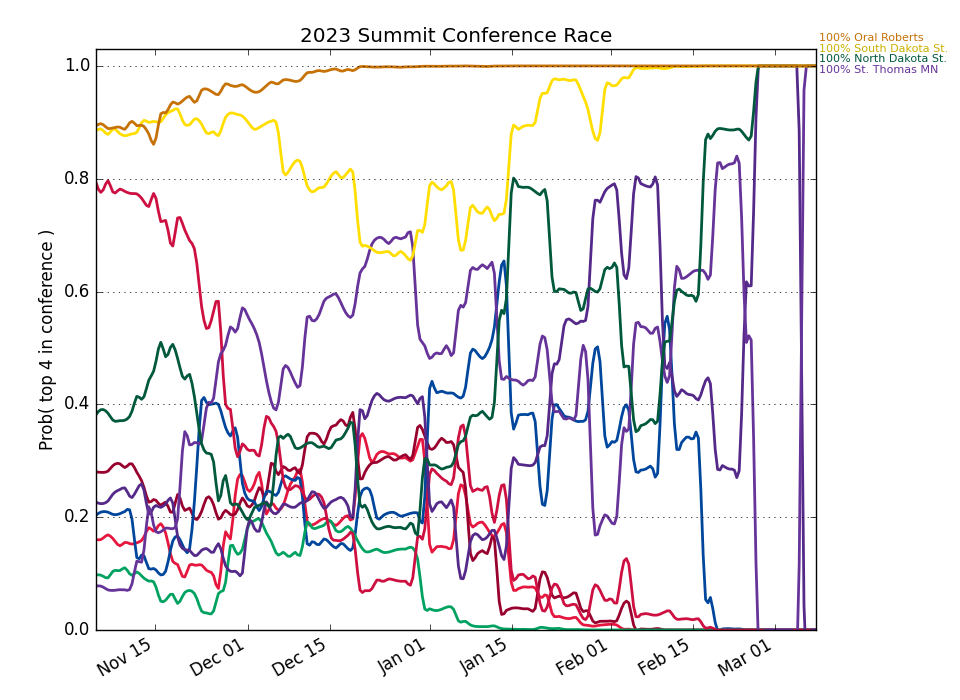 2023 Summit Conference Race
100% Oral Roberts
100% South Dakota St.
100% North Dakota St.
100% St. Thomas MN
Prob( top 4 in conference )
1.0
0.8
0.6
0.4
0.2
0.0
Nov 15
Dec 01
Dec 15
Jan 01
Jan 15
Feb 01
Feb 15
Mar 01